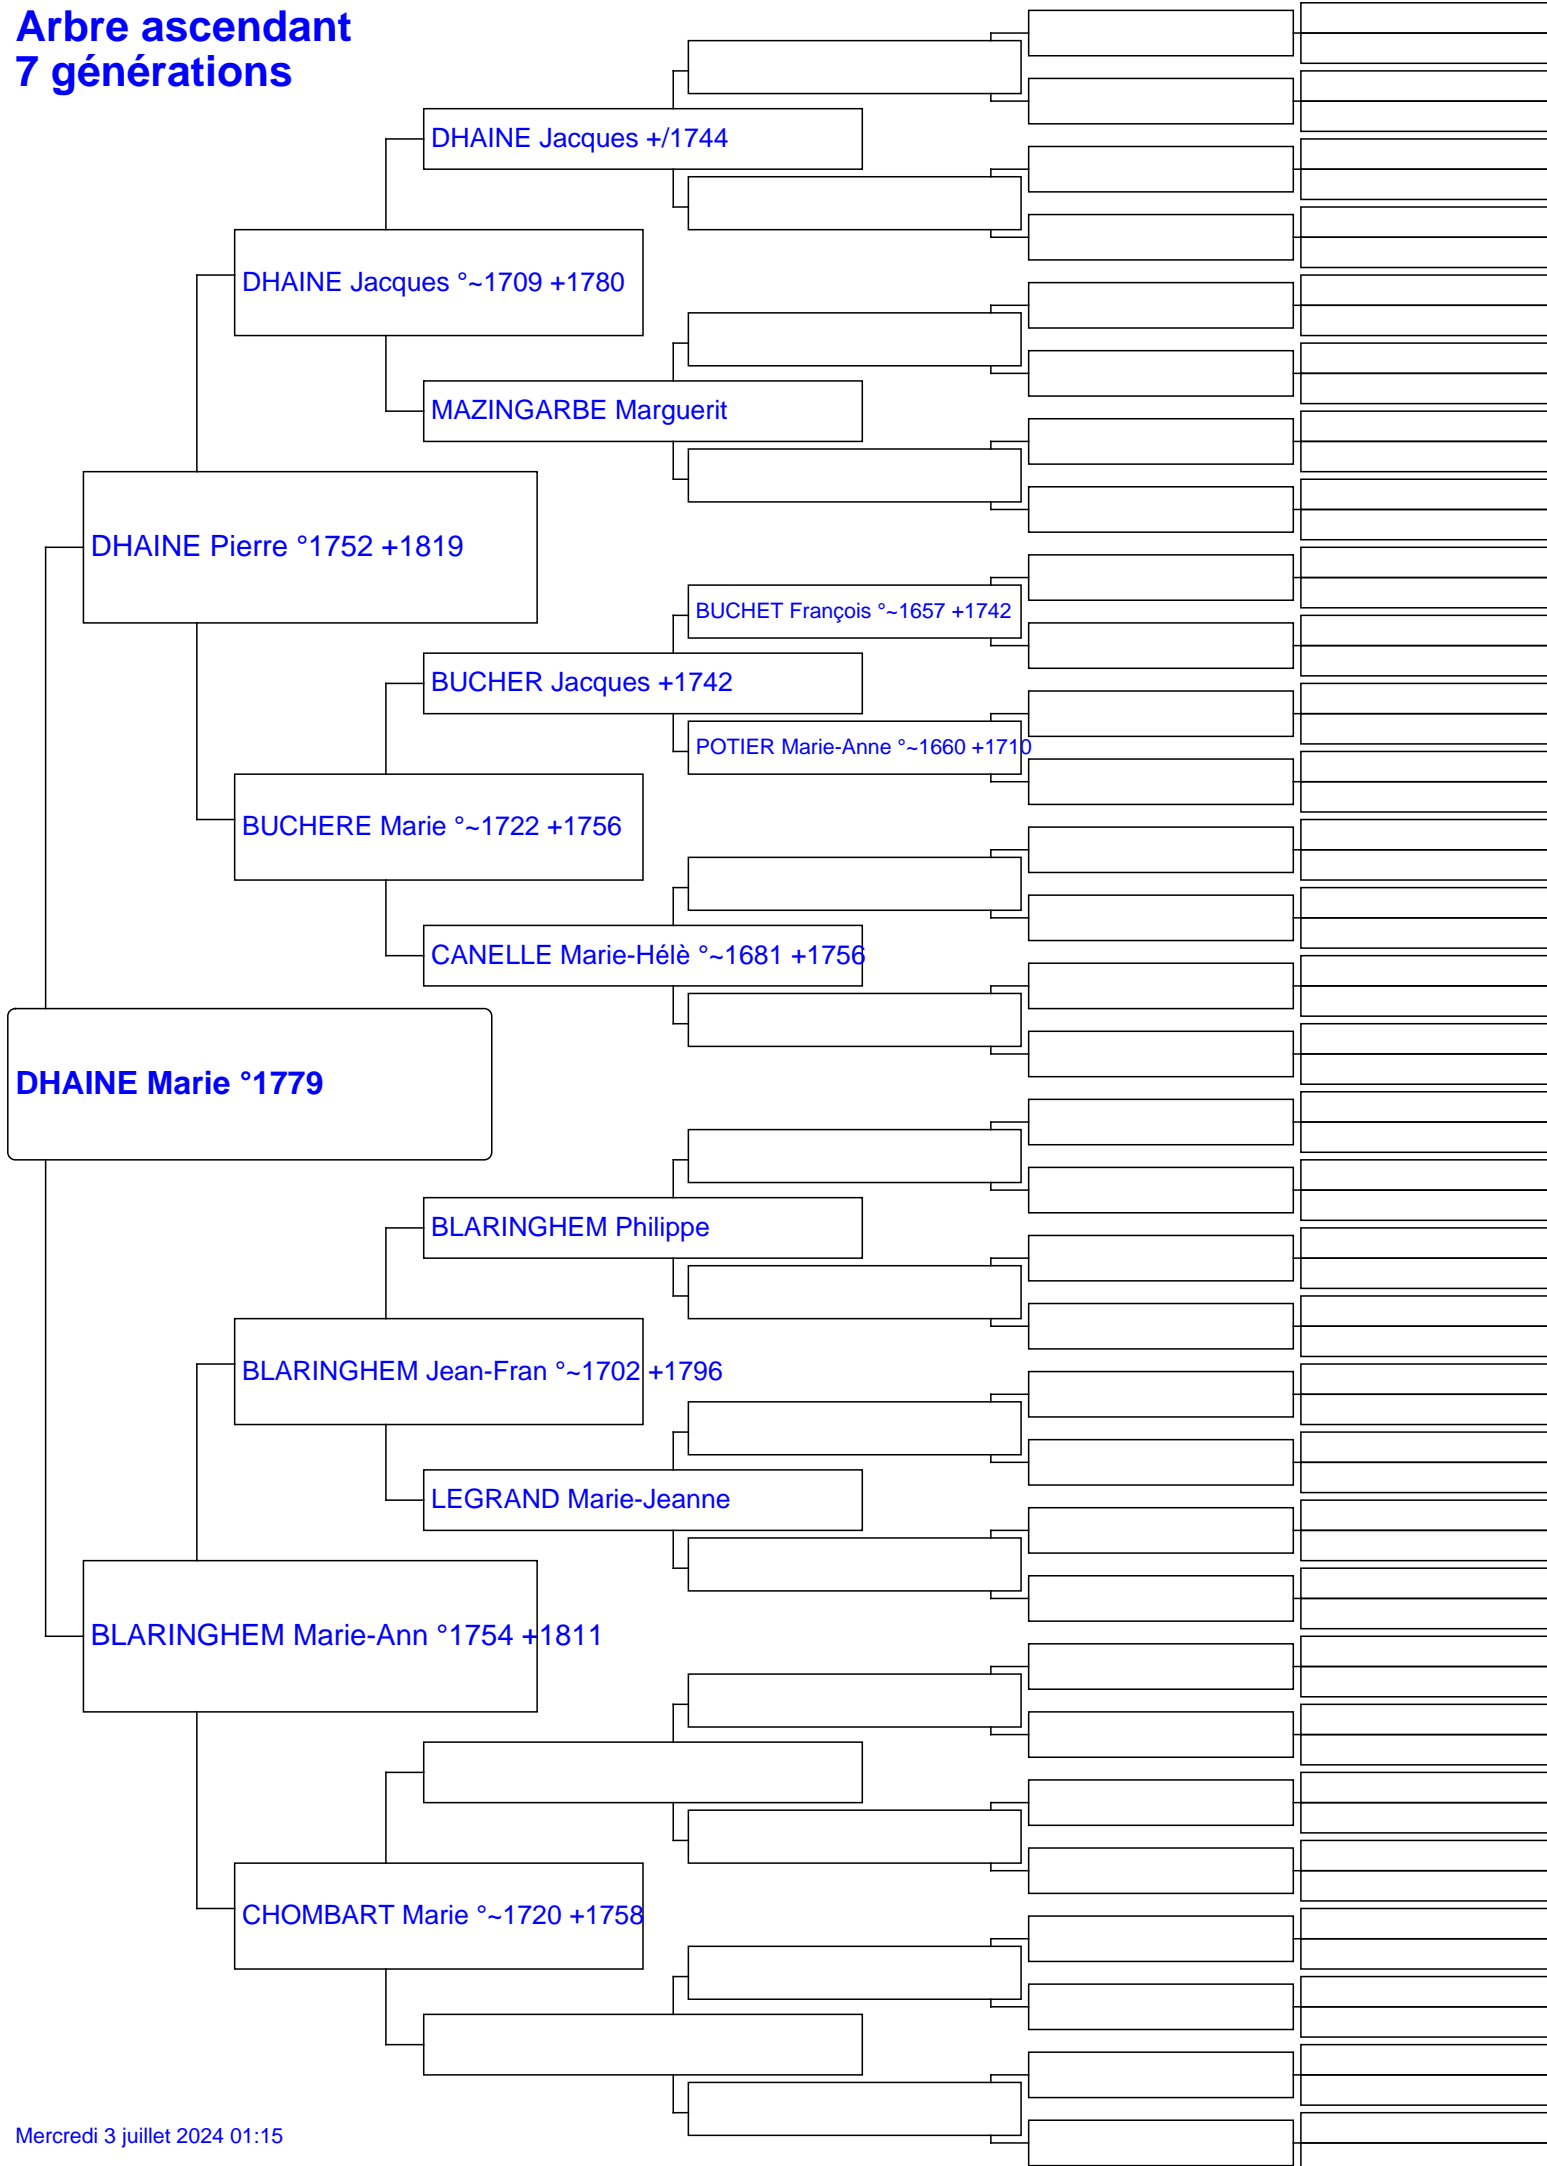 Arbre ascendant
7 générations
DHAINE Jacques +/1744
DHAINE Jacques °~1709 +1780
MAZINGARBE Marguerit
DHAINE Pierre °1752 +1819
BUCHET François °~1657 +1742
BUCHER Jacques +1742
POTIER Marie-Anne °~1660 +1710
BUCHERE Marie °~1722 +1756
CANELLE Marie-Hélè °~1681 +1756
DHAINE Marie °1779
BLARINGHEM Philippe
BLARINGHEM Jean-Fran °~1702 +1796
LEGRAND Marie-Jeanne
BLARINGHEM Marie-Ann °1754 +1811
CHOMBART Marie °~1720 +1758
Mercredi 3 juillet 2024 01:15